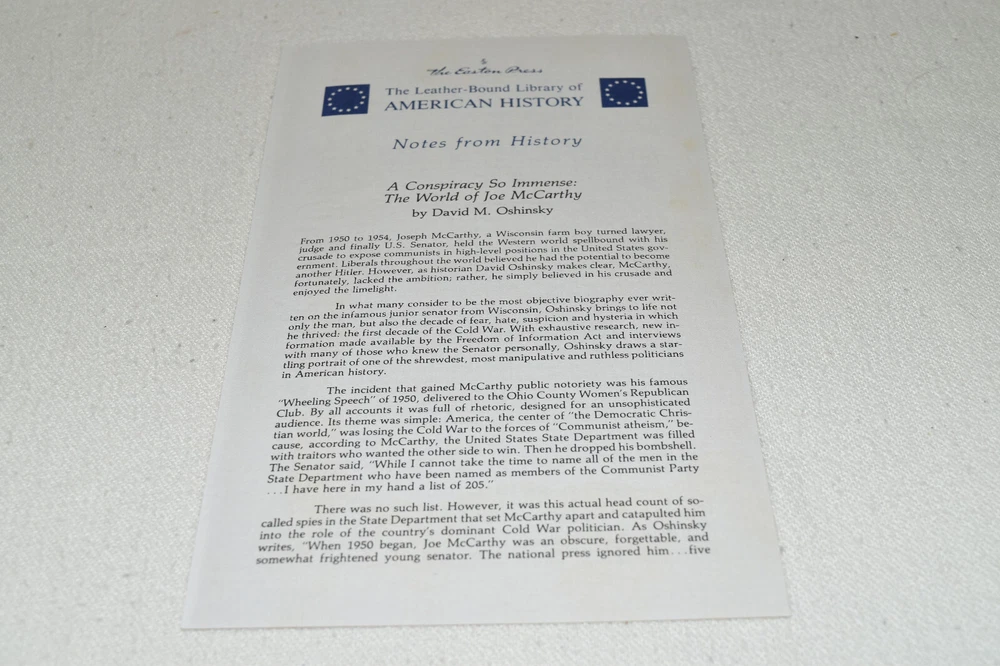 The Easton Press
The Leather-Bound Library of
AMERICAN HISTORY
Notes from History
A Conspiracy So Immense:
The World of Joe McCarthy
by David M. Oshinsky
From 1950 to 1954, Joseph McCarthy, a Wisconsin farm boy turned lawyer,
judge and finally U.S. Senator, held the Western world spellbound with his
crusade to expose communists in high-level positions in the United States gov-
ernment. Liberals throughout the world believed he had the potential to become
another Hitler. However, as historian David Oshinsky makes clear, McCarthy,
fortunately, lacked the ambition; rather, he simply believed in his crusade and
enjoyed the limelight.
In what many consider to be the most objective biography ever writ-
ten on the infamous junior senator from Wisconsin, Oshinsky brings to life not
only the man, but also the decade of fear, hate, suspicion and hysteria in which
he thrived: the first decade of the Cold War. With exhaustive research, new in-
formation made available by the Freedom of Information Act and interviews
with many of those who knew the Senator personally, Oshinsky draws a star-
tling portrait of one of the shrewdest, most manipulative and ruthless politicians
in American history.
The incident that gained McCarthy public notoriety was his famous
"Wheeling Speech" of 1950, delivered to the Ohio County Women's Republican
Club. By all accounts it was full of rhetoric, designed for an unsophisticated
audience. Its theme was simple: America, the center of "the Democratic Chris-
tian world," was losing the Cold War to the forces of "Communist atheism," be-
cause, according to McCarthy, the United States State Department was filled
with traitors who wanted the other side to win. Then he dropped his bombshell.
The Senator said, "While I cannot take the time to name all of the men in the
State Department who have been named as members of the Communist Party
...I have here in my hand a list of 205."
There was no such list. However, it was this actual head count of so-
called spies in the State Department that set McCarthy apart and catapulted him
into the role of the country's dominant Cold War politician. As Oshinsky
writes, "When 1950 began, Joe McCarthy was an obscure, forgettable, and
somewhat frightened young senator. The national press ignored him...five